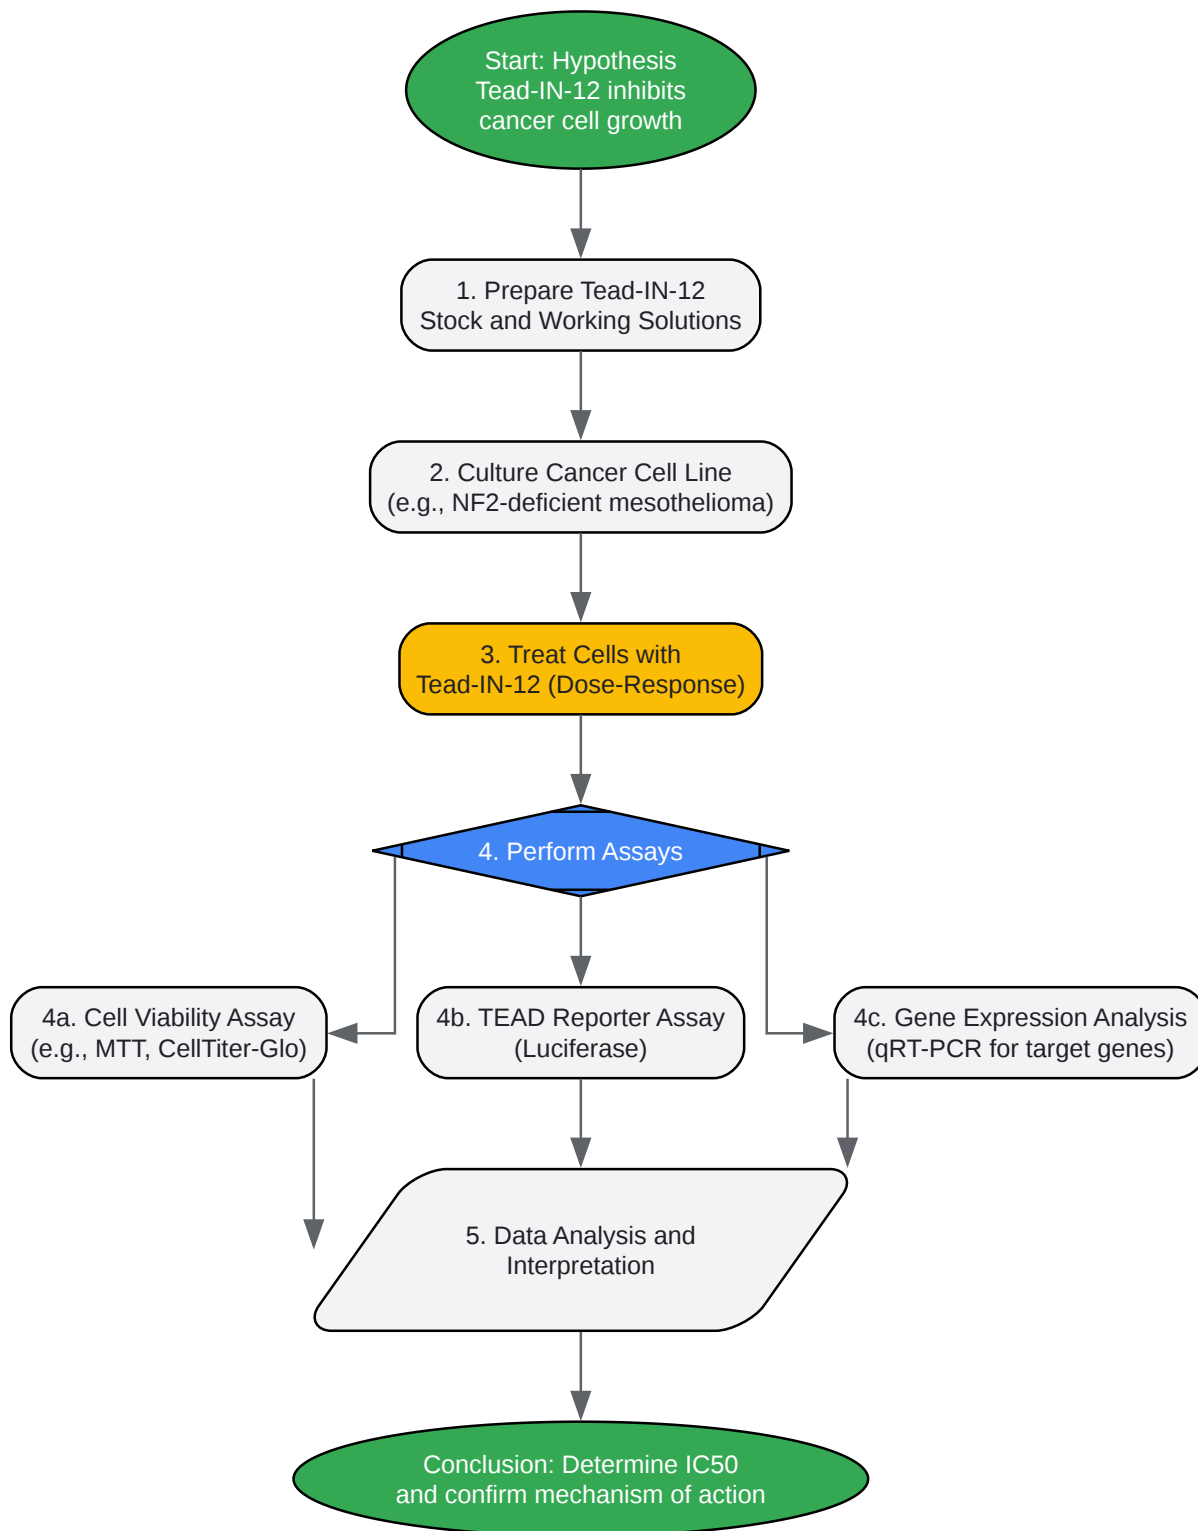 Start: Hypothesis
Tead-IN-12 inhibits
cancer cell growth
1. Prepare Tead-IN-12
Stock and Working Solutions
2. Culture Cancer Cell Line
(e.g., NF2-deficient mesothelioma)
3. Treat Cells with
Tead-IN-12 (Dose-Response)
4. Perform Assays
4a. Cell Viability Assay
(e.g., MTT, CellTiter-Glo)
4b. TEAD Reporter Assay
(Luciferase)
4c. Gene Expression Analysis
(qRT-PCR for target genes)
5. Data Analysis and
Interpretation
Conclusion: Determine IC50
and confirm mechanism of action